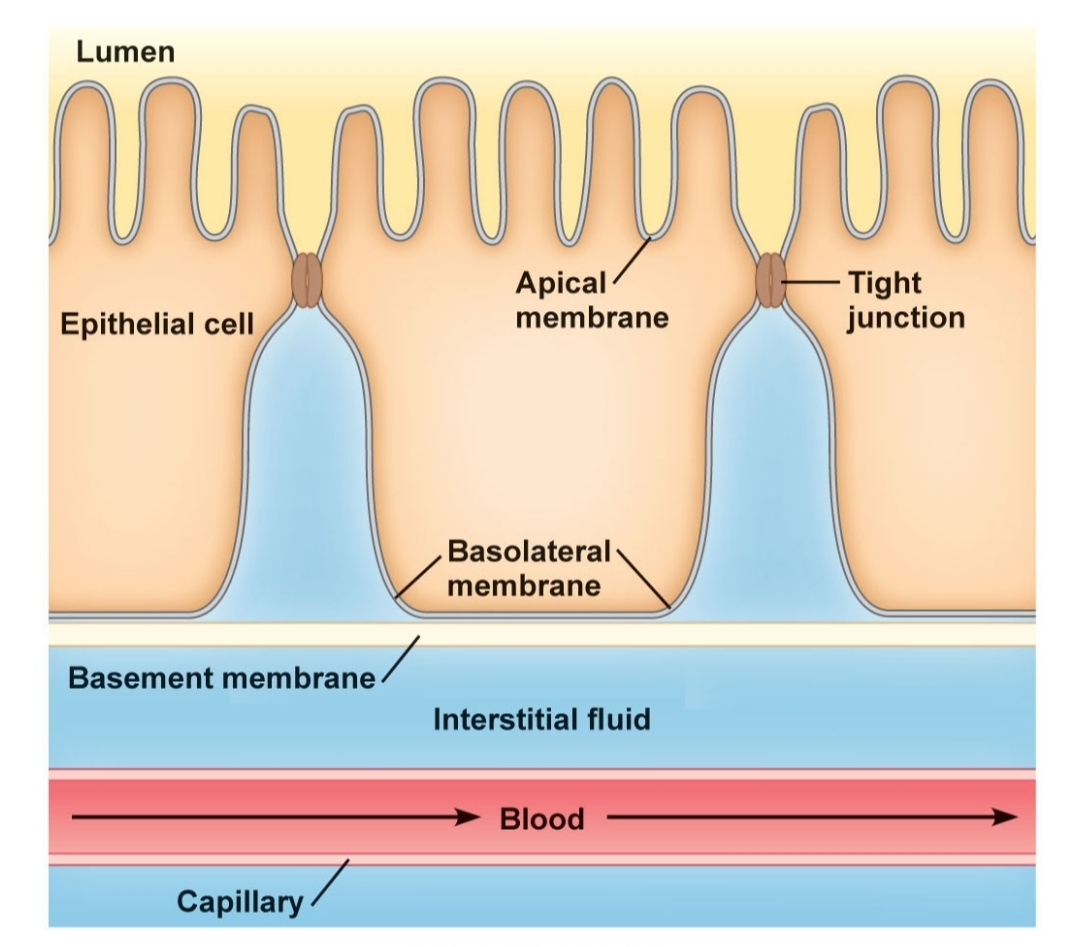 Lumen
Apical
membrane
Tight
junction
Epithelial cell
Basolateral
membrane
Basement membrane
Interstitial fluid
Blood
Capillary